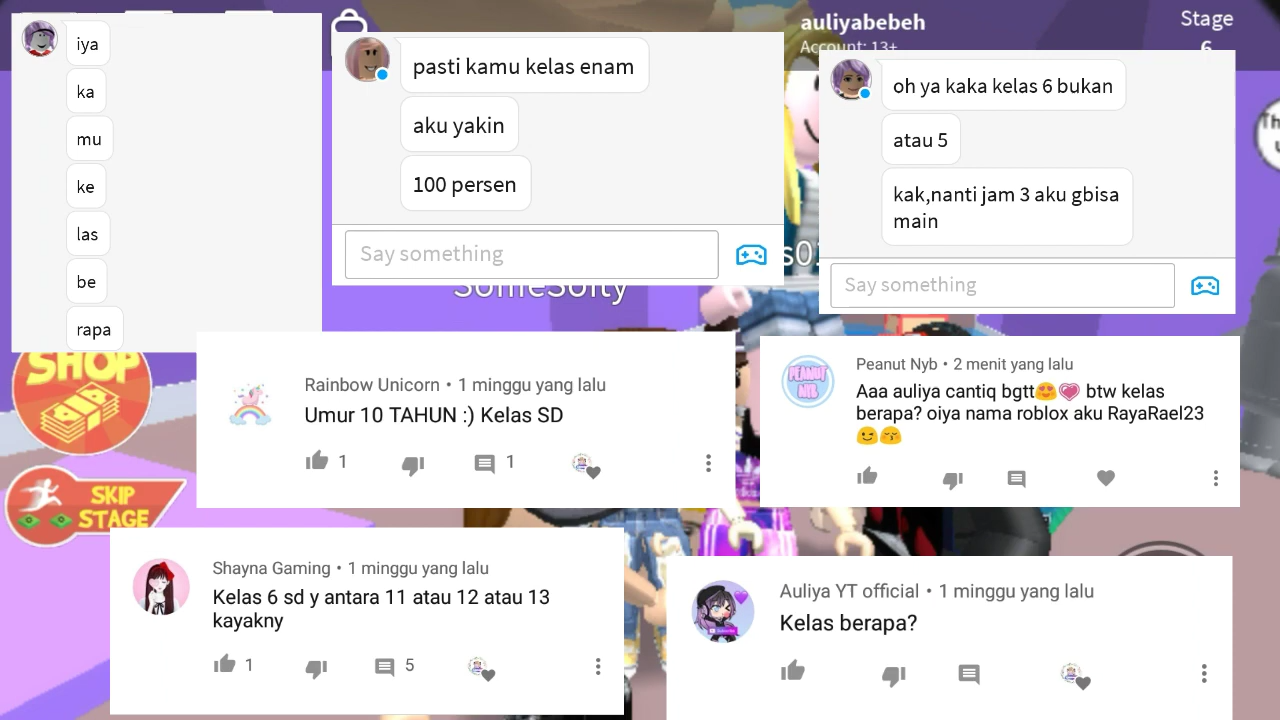 auliyabebeh
Account: 13+
Stage
6
iya
ka
mu
ke
las
be
rapa
pasti kamu kelas enam
aku yakin
100 persen
Say something
oh ya kaka kelas 6 bukan
atau 5
kak,nanti jam 3 aku gbisa
main
Say something
SomeSofty
SHOP
SKIP
STAGE
Rainbow Unicorn • 1 minggu yang lalu
Umur 10 TAHUN :) Kelas SD
1
1
PEANUT
NYB
Peanut Nyb • 2 menit yang lalu
Aaa auliya cantiq bgtt😍💗 btw kelas
berapa? oiya nama roblox aku RayaRael23
😉😚
Shayna Gaming • 1 minggu yang lalu
Kelas 6 sd y antara 11 atau 12 atau 13
kayakny
1
5
Auliya YT official • 1 minggu yang lalu
Kelas berapa?